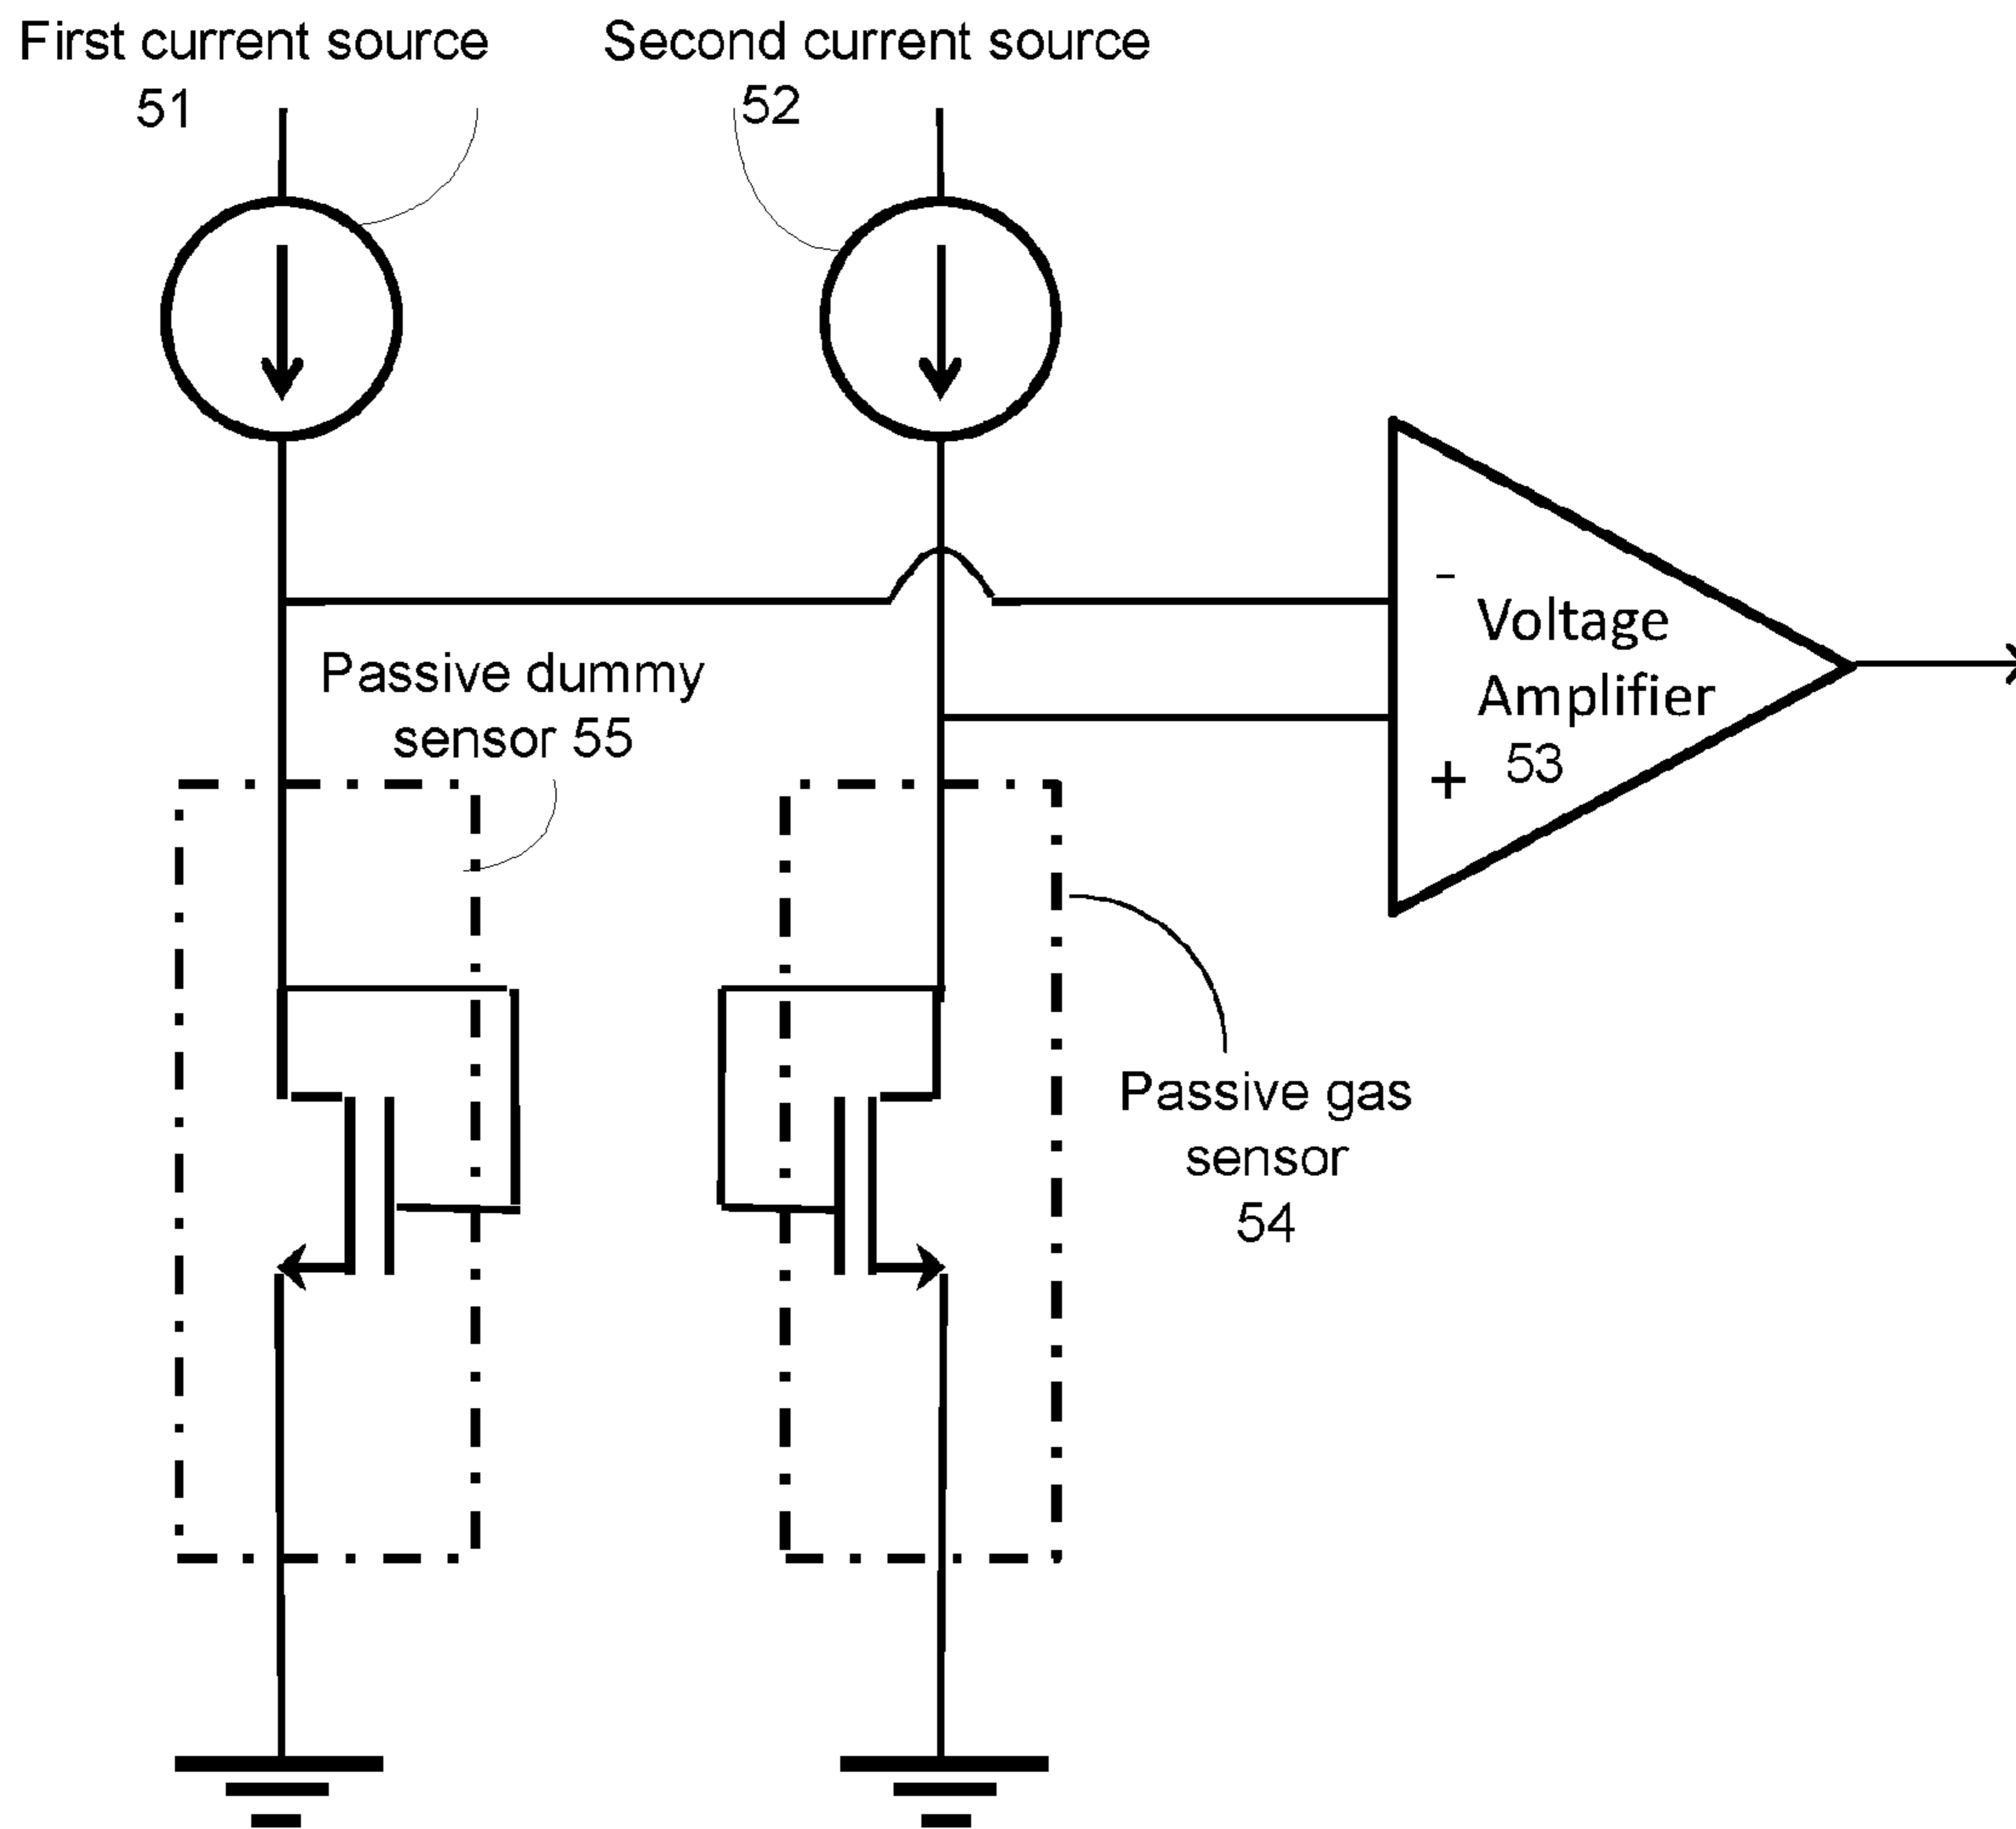 First current source
51
Second current source
52
-
Voltage
Amplifier
53
+
Passive dummy
sensor 55
Passive gas
sensor
54